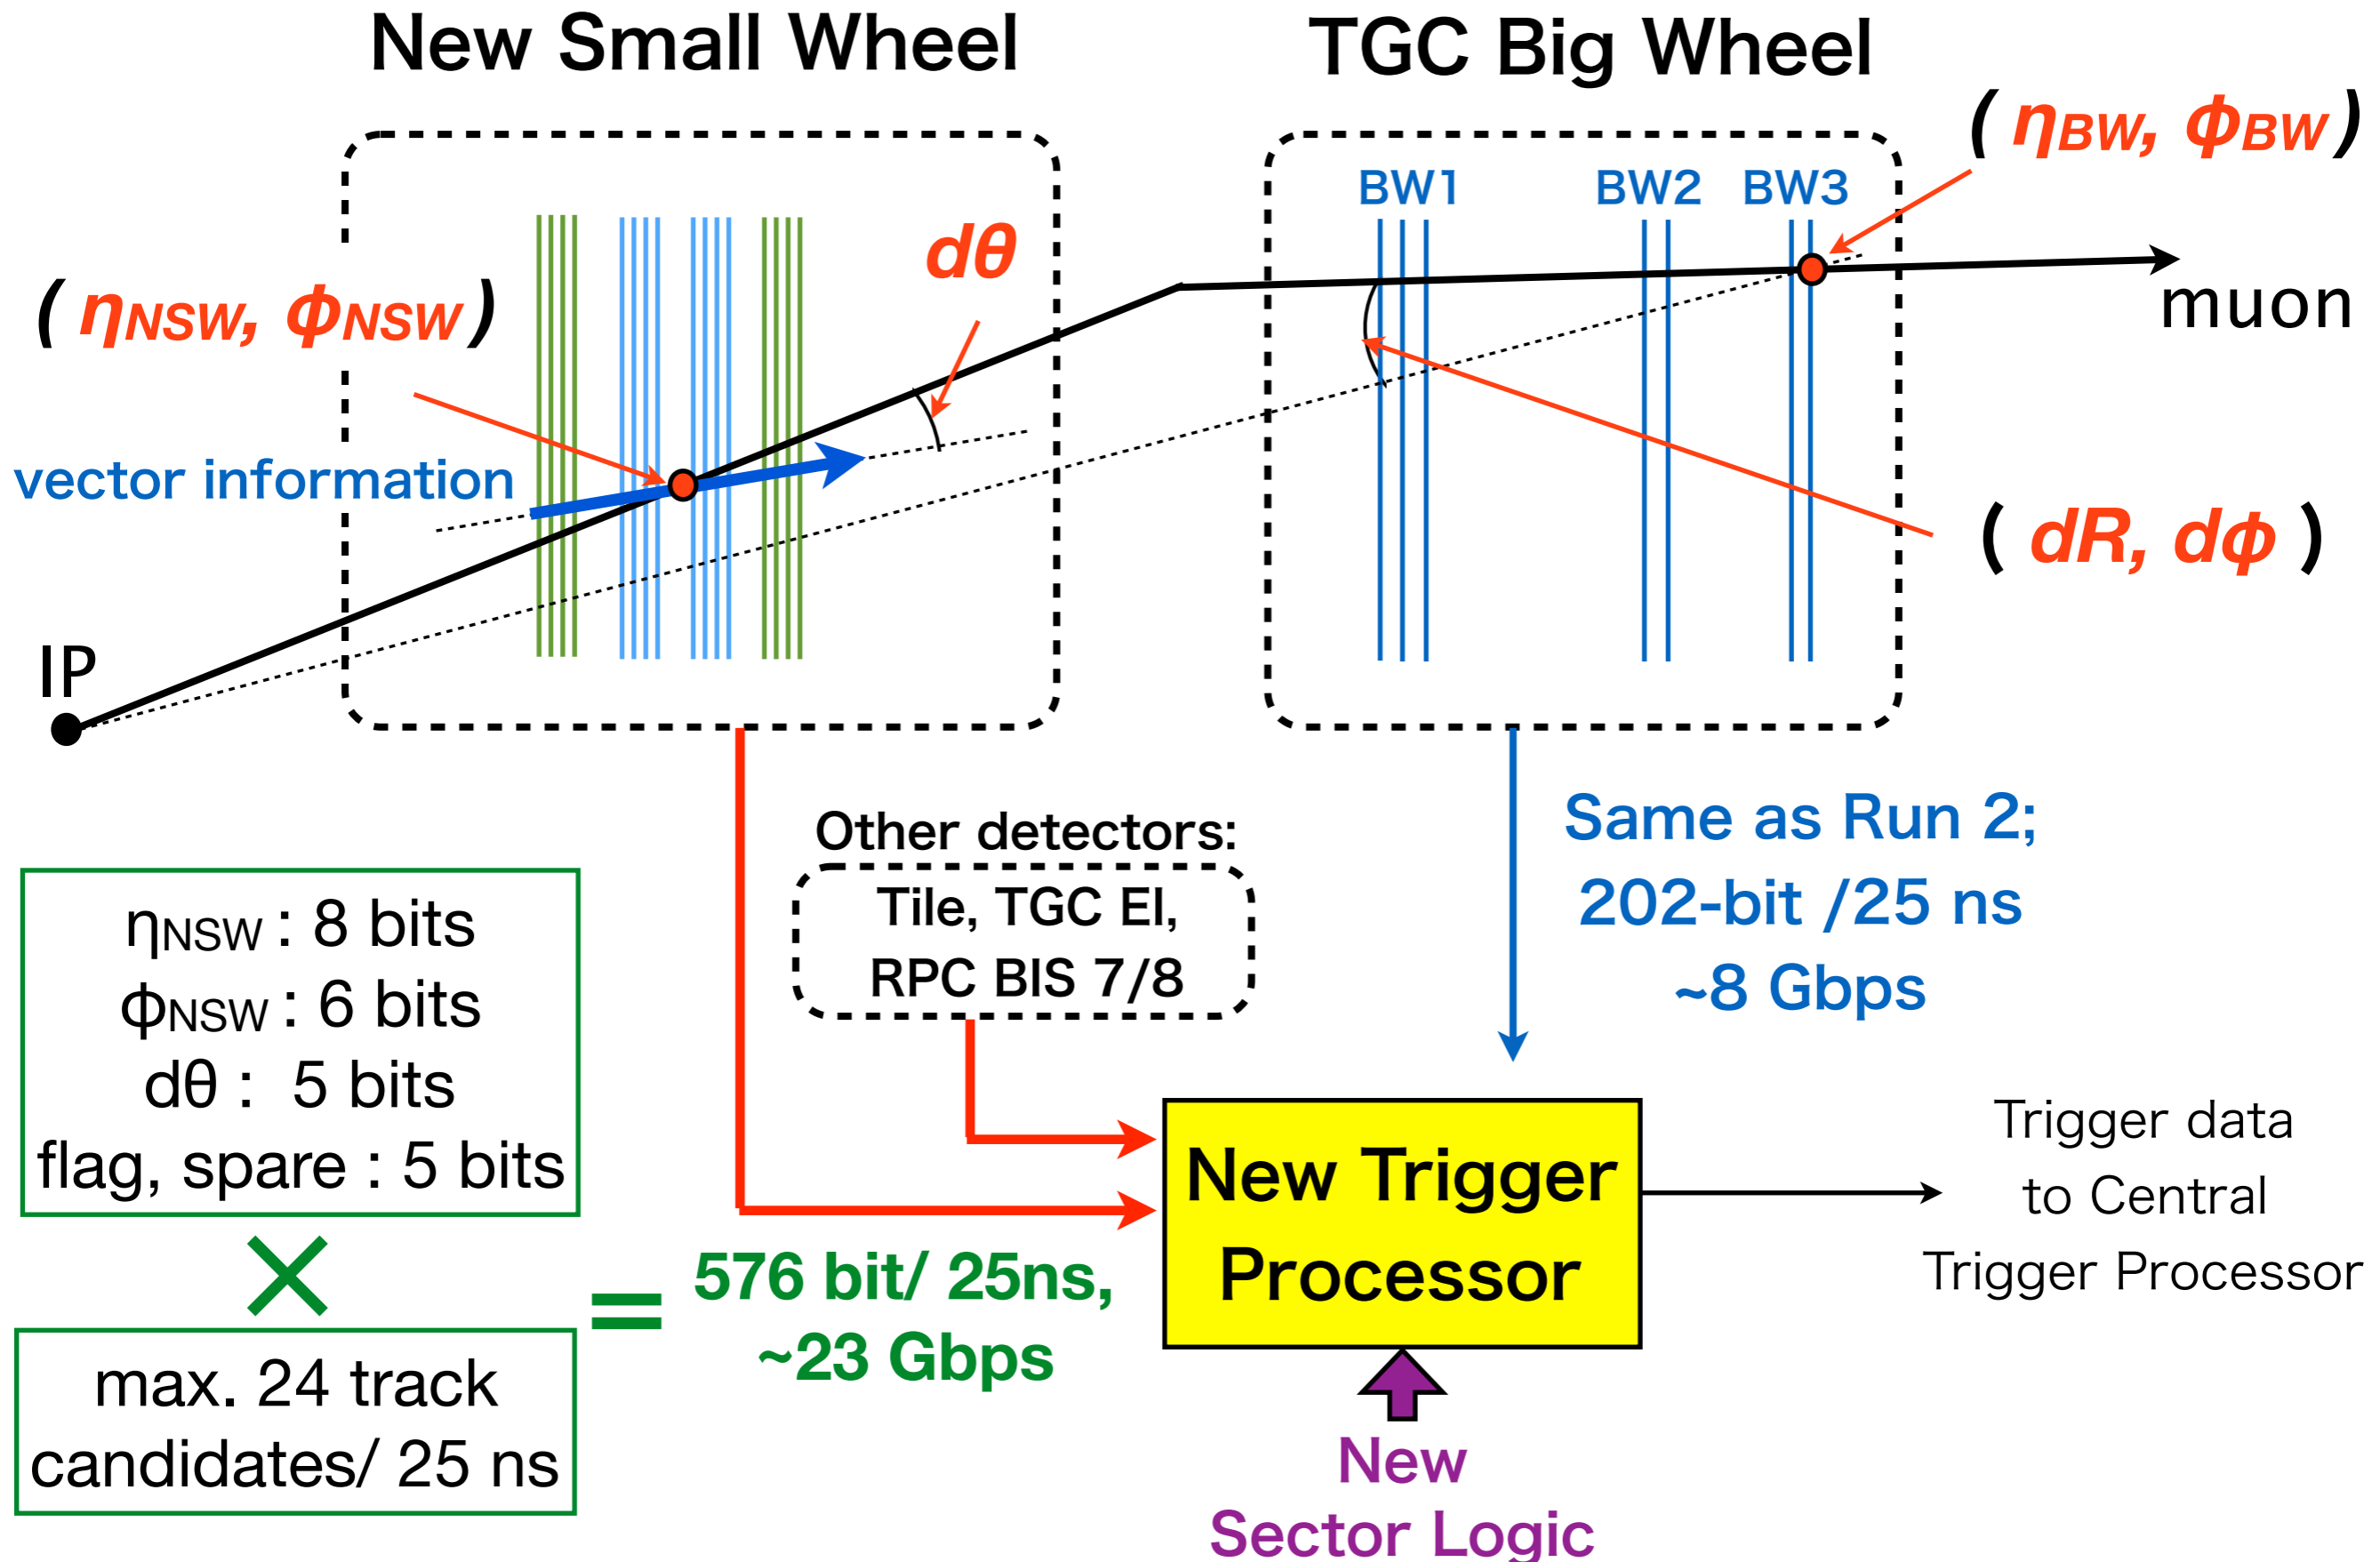 New Small Wheel
TGC Big Wheel
( ηBW, ϕBW )
BW1
BW2
BW3
dθ
( ηNSW, ϕNSW )
muon
vector information
( dR, dϕ )
IP
Other detectors:
Tile, TGC EI,
RPC BIS 7/8
Same as Run 2;
202-bit /25 ns
~8 Gbps
ηNSW : 8 bits
ϕNSW : 6 bits
dθ : 5 bits
flag, spare : 5 bits
×
max. 24 track
candidates/ 25 ns
=
576 bit/ 25ns,
~23 Gbps
New Trigger
Processor
Trigger data
to Central
Trigger Processor
New
Sector Logic